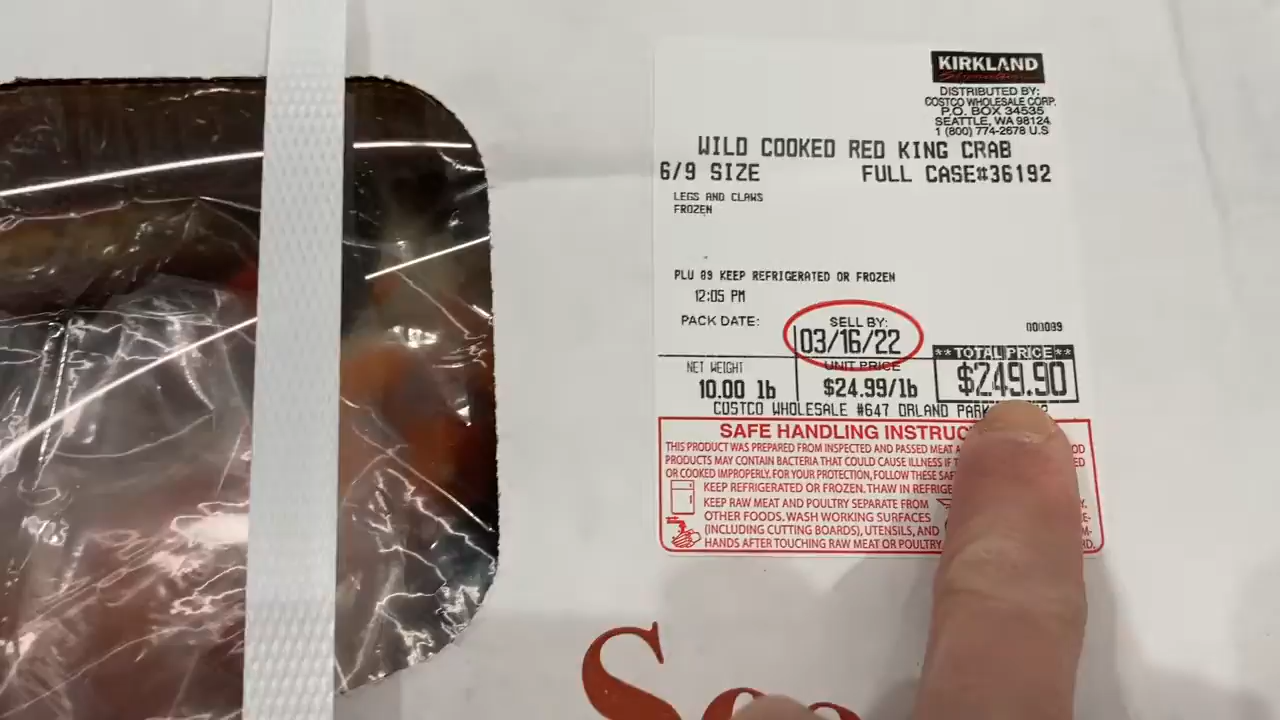 KIRKLAND
Signature
DISTRIBUTED BY:
COSTCO WHOLESALE CORP.
P.O. BOX 34535
SEATTLE, WA 98124
1 (800) 774-2678 U.S
WILD COOKED RED KING CRAB
6/9 SIZE FULL CASE#36192
LEGS AND CLAWS
FROZEN
PLU 89 KEEP REFRIGERATED OR FROZEN
12:05 PM
PACK DATE: SELL BY: 000089
03/16/22
**TOTAL PRICE**
NET WEIGHT UNIT PRICE $249.90
10.00 lb $24.99/lb
COSTCO WHOLESALE #647 ORLAND PARK
SAFE HANDLING INSTRUC
THIS PRODUCT WAS PREPARED FROM INSPECTED AND PASSED MEAT A OD
PRODUCTS MAY CONTAIN BACTERIA THAT COULD CAUSE ILLNESS IF T ED
OR COOKED IMPROPERLY. FOR YOUR PROTECTION, FOLLOW THESE SAF
KEEP REFRIGERATED OR FROZEN. THAW IN REFRIGE
KEEP RAW MEAT AND POULTRY SEPARATE FROM
OTHER FOODS. WASH WORKING SURFACES
(INCLUDING CUTTING BOARDS), UTENSILS, AND
HANDS AFTER TOUCHING RAW MEAT OR POULTRY.